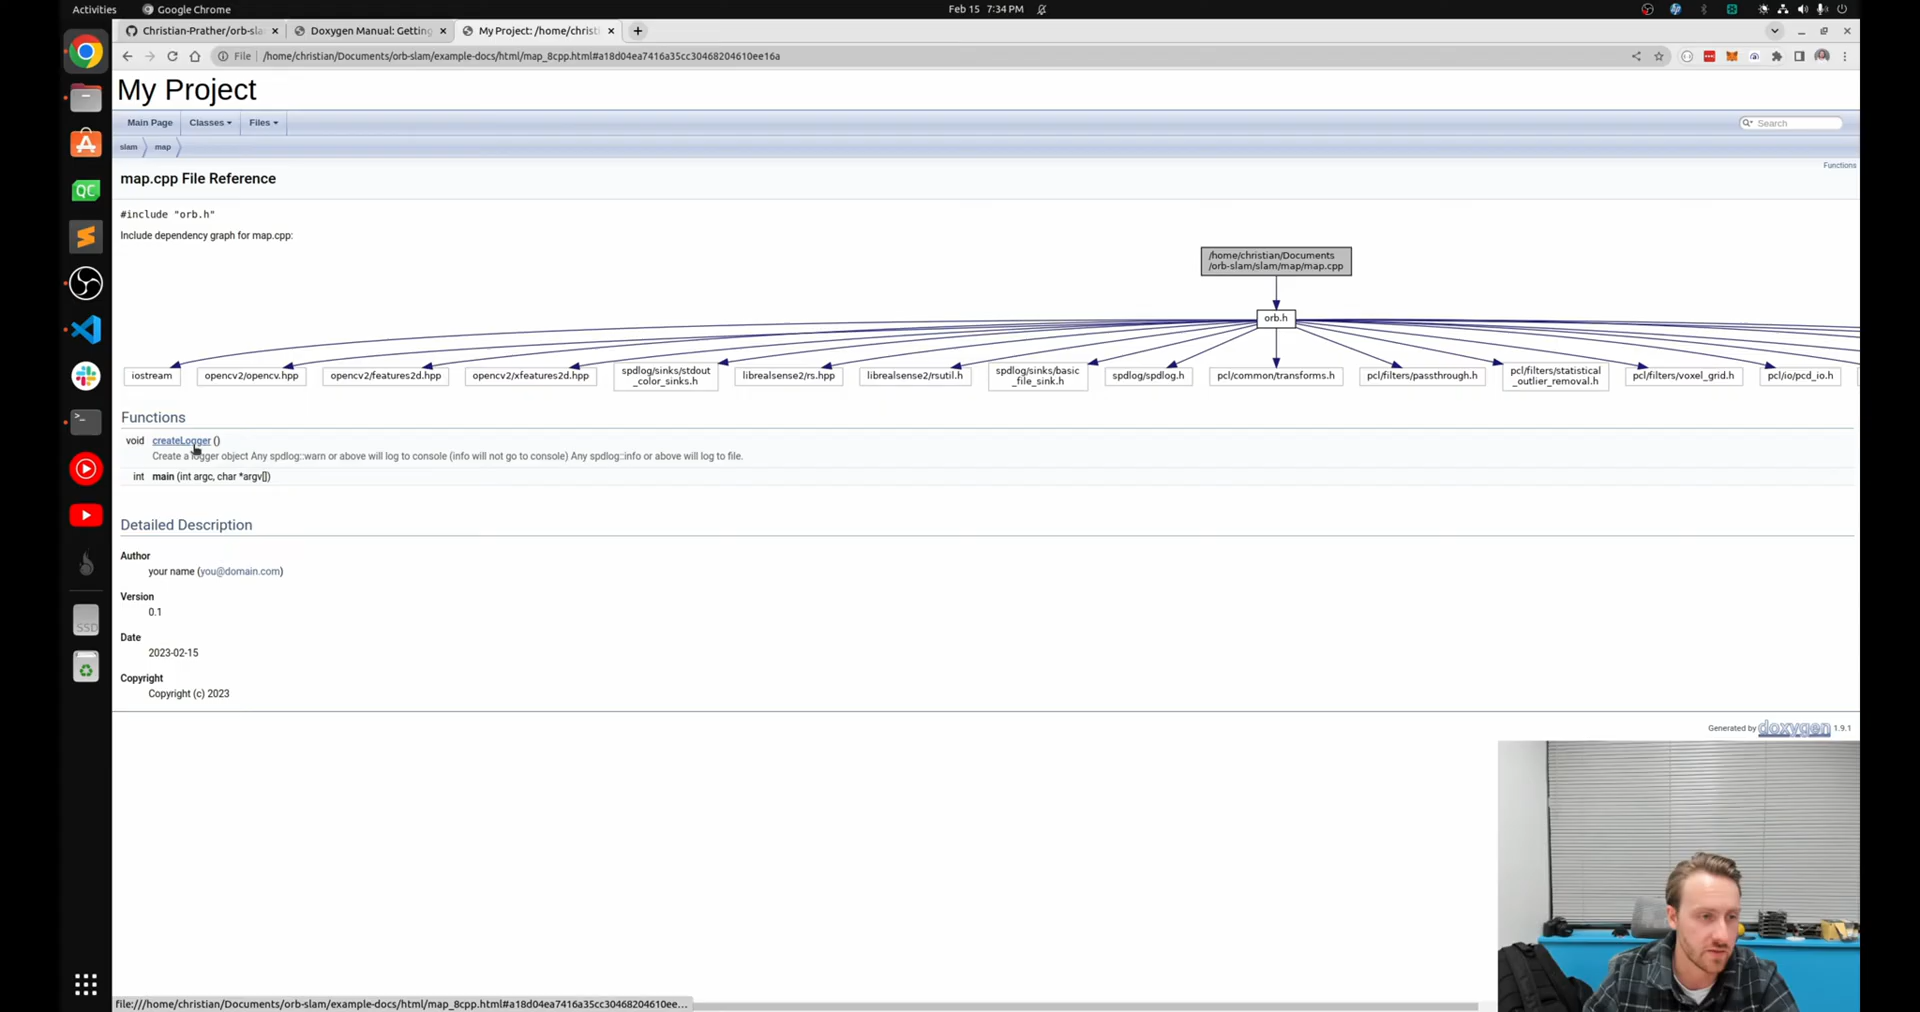 Activities
Google Chrome
Feb 15 7:34 PM
Christian-Prather/orb-sla
Doxygen Manual: Getting
My Project: /home/christi
File
/home/christian/Documents/orb-slam/example-docs/html/map_8cpp.html#a18d04ea7416a35cc30468204610ee16a
My Project
Main Page
Classes
Files
Search
slam
map
Functions
map.cpp File Reference
#include "orb.h"
Include dependency graph for map.cpp:
/home/christian/Documents
/orb-slam/slam/map/map.cpp
orb.h
iostream
opencv2/opencv.hpp
opencv2/features2d.hpp
opencv2/xfeatures2d.hpp
spdlog/sinks/stdout
_color_sinks.h
librealsense2/rs.hpp
librealsense2/rsutil.h
spdlog/sinks/basic
_file_sink.h
spdlog/spdlog.h
pcl/common/transforms.h
pcl/filters/passthrough.h
pcl/filters/statistical
_outlier_removal.h
pcl/filters/voxel_grid.h
pcl/io/pcd_io.h
Functions
void createLogger ()
Create a logger object Any spdlog::warn or above will log to console (info will not go to console) Any spdlog::info or above will log to file.
int main (int argc, char *argv[])
Detailed Description
Author
your name (you@domain.com)
Version
0.1
Date
2023-02-15
Copyright
Copyright (c) 2023
Generated by doxygen 1.9.1
QC
SSD
file:///home/christian/Documents/orb-slam/example-docs/html/map_8cpp.html#a18d04ea7416a35cc30468204610ee...